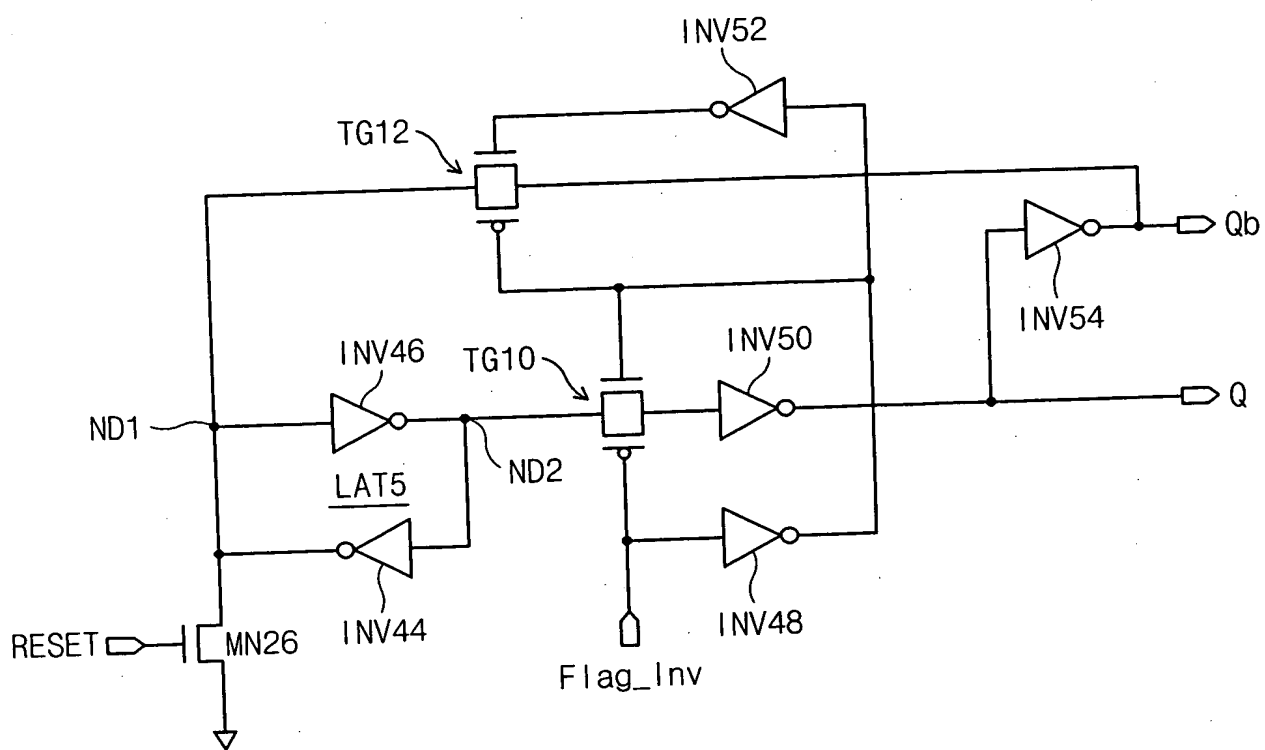 INV52
TG12
Qb
INV54
INV46
TG10
INV50
ND1
Q
ND2
LAT5
INV44
INV48
RESET
MN26
Flag_Inv